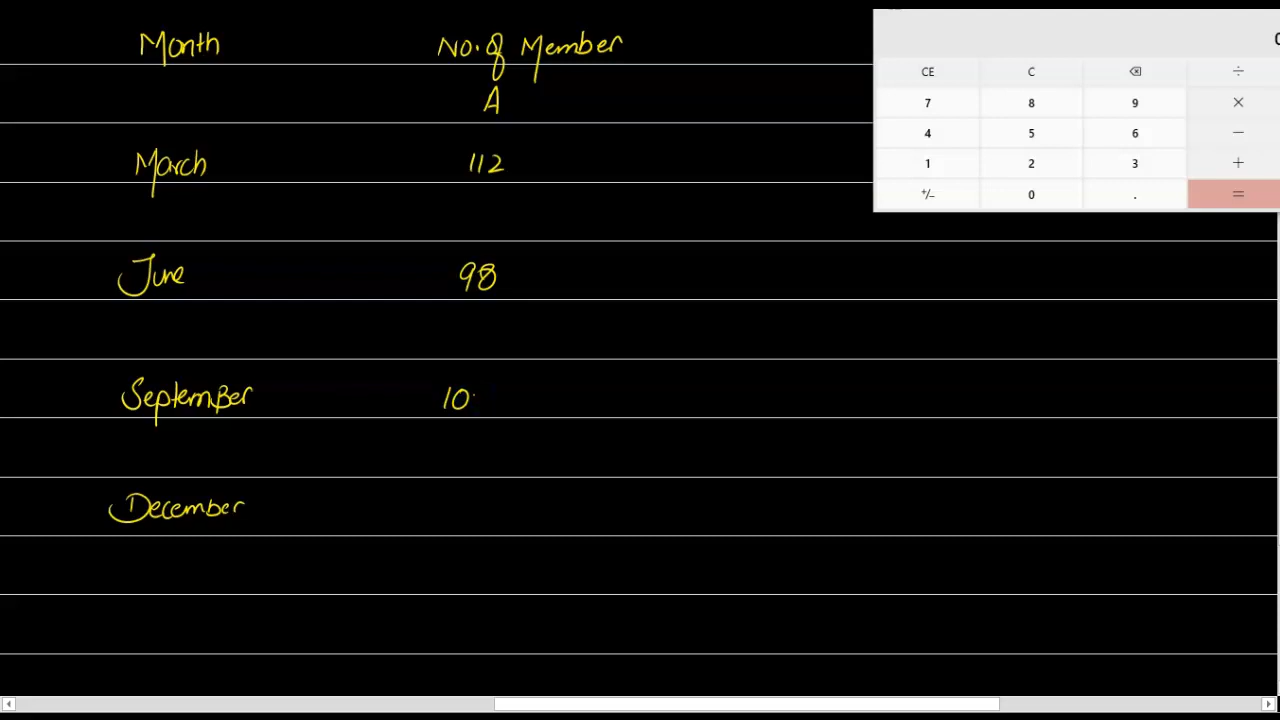 Month No. of Member
A
March 112
June 98
September 10
December
CE C ⌫ ÷
7 8 9 ×
4 5 6 −
1 2 3 +
+/− 0 . =